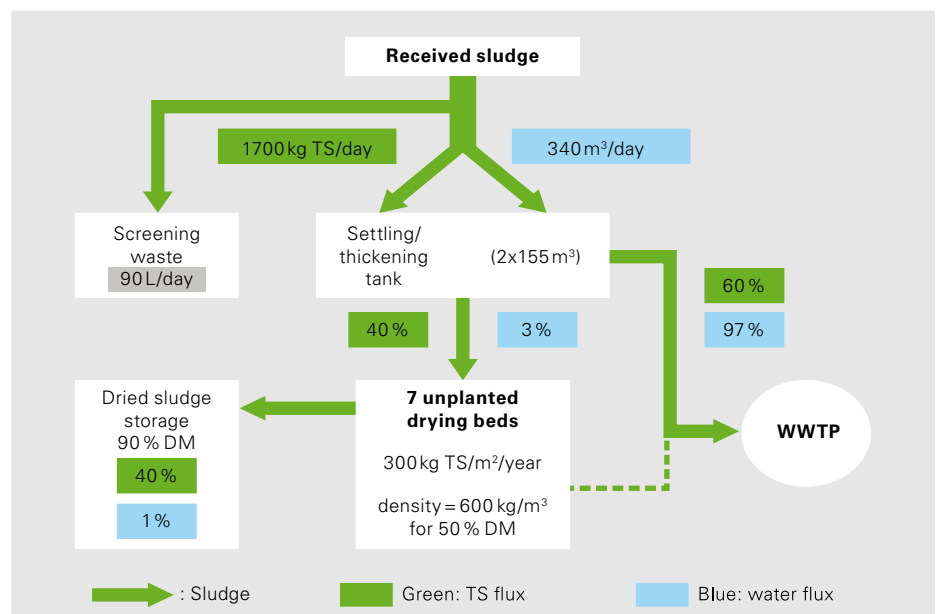 Received sludge
1700 kg TS/day
340 m³/day
Screening
waste
90 L/day
Settling/
thickening
tank
(2x155 m³)
60 %
97 %
40 %
3 %
Dried sludge
storage
90 % DM
40 %
1 %
7 unplanted
drying beds
300 kg TS/m²/year
density = 600 kg/m³
for 50 % DM
WWTP
: Sludge
Green: TS flux
Blue: water flux